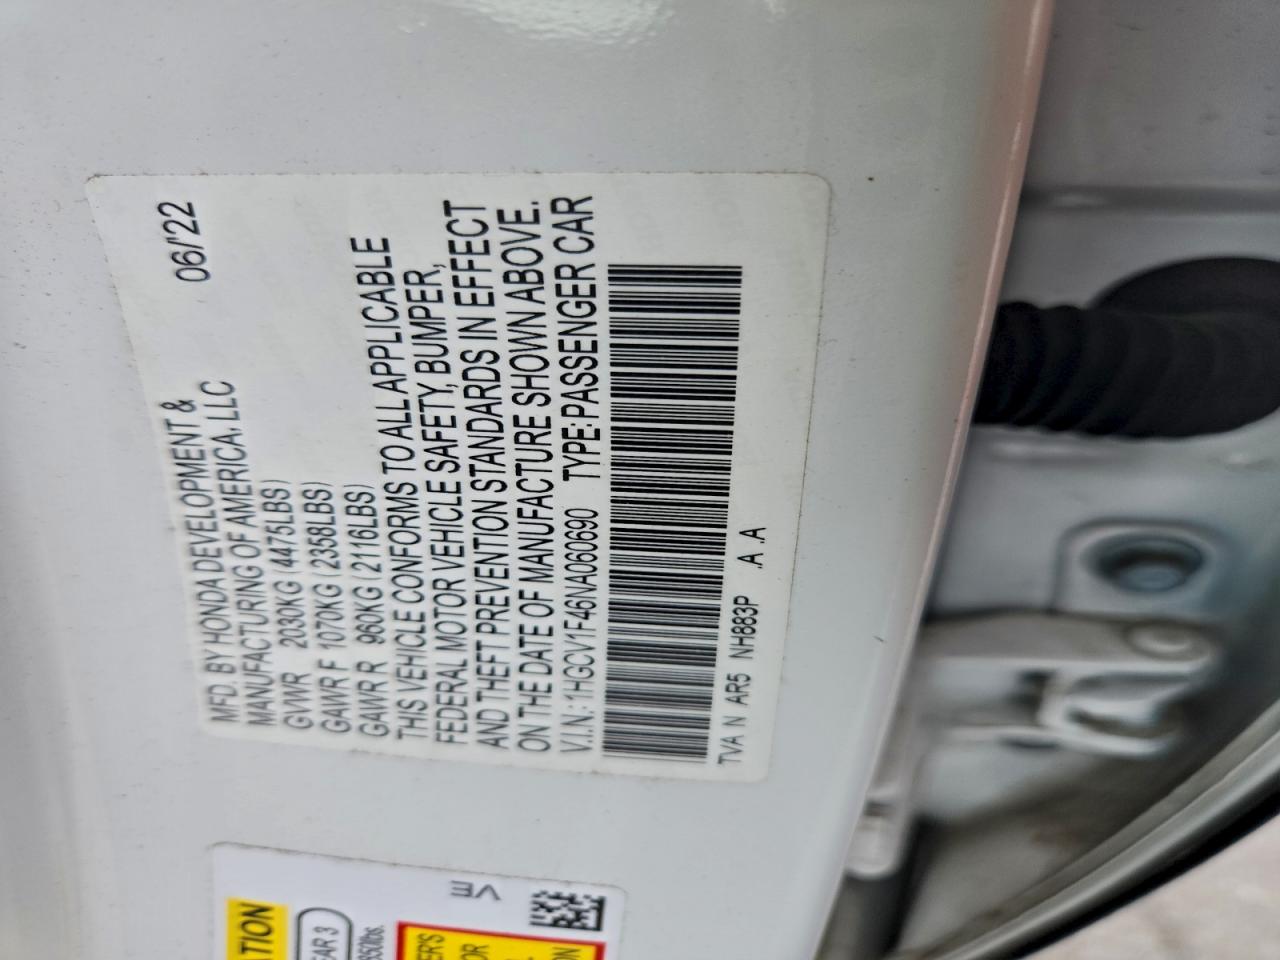 MFD. BY HONDA DEVELOPMENT &
MANUFACTURING OF AMERICA, LLC 06/'22
GVWR 2030KG (4475LBS)
GAWR F 1070KG (2358LBS)
GAWR R 960KG (2116LBS)
THIS VEHICLE CONFORMS TO ALL APPLICABLE
FEDERAL MOTOR VEHICLE SAFETY, BUMPER,
AND THEFT PREVENTION STANDARDS IN EFFECT
ON THE DATE OF MANUFACTURE SHOWN ABOVE.
V.I.N.: 1HGCV1F46NA060690 TYPE: PASSENGER CAR
TVA N AR5 NH883P .A .A
VE